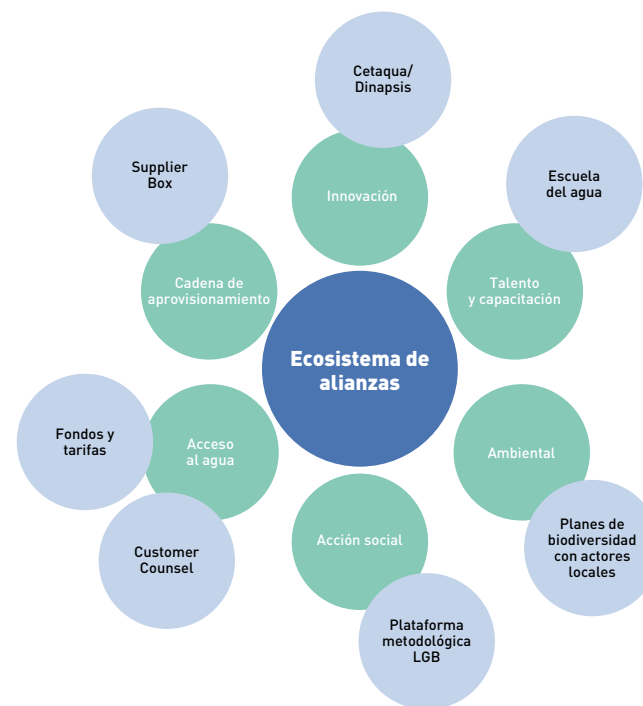 Cetaqua/
Dinapsis
Supplier
Box
Escuela
del agua
Innovación
Cadena de
aprovisionamiento
Talento
y capacitación
Ecosistema de
alianzas
Fondos y
tarifas
Acceso
al agua
Ambiental
Customer
Counsel
Acción social
Planes de
biodiversidad
con actores
locales
Plataforma
metodológica
LGB